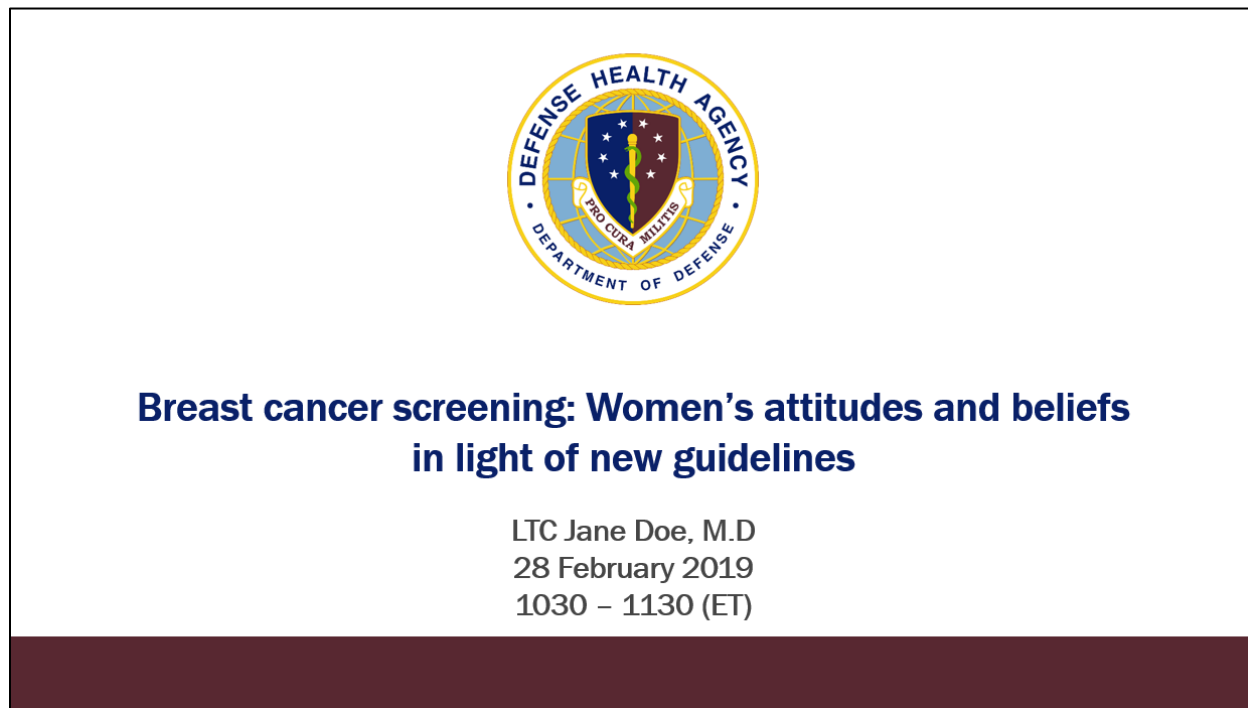 DEFENSE HEALTH AGENCY
PRO CURA MILITIS
DEPARTMENT OF DEFENSE
Breast cancer screening: Women’s attitudes and beliefs
in light of new guidelines
LTC Jane Doe, M.D
28 February 2019
1030 – 1130 (ET)